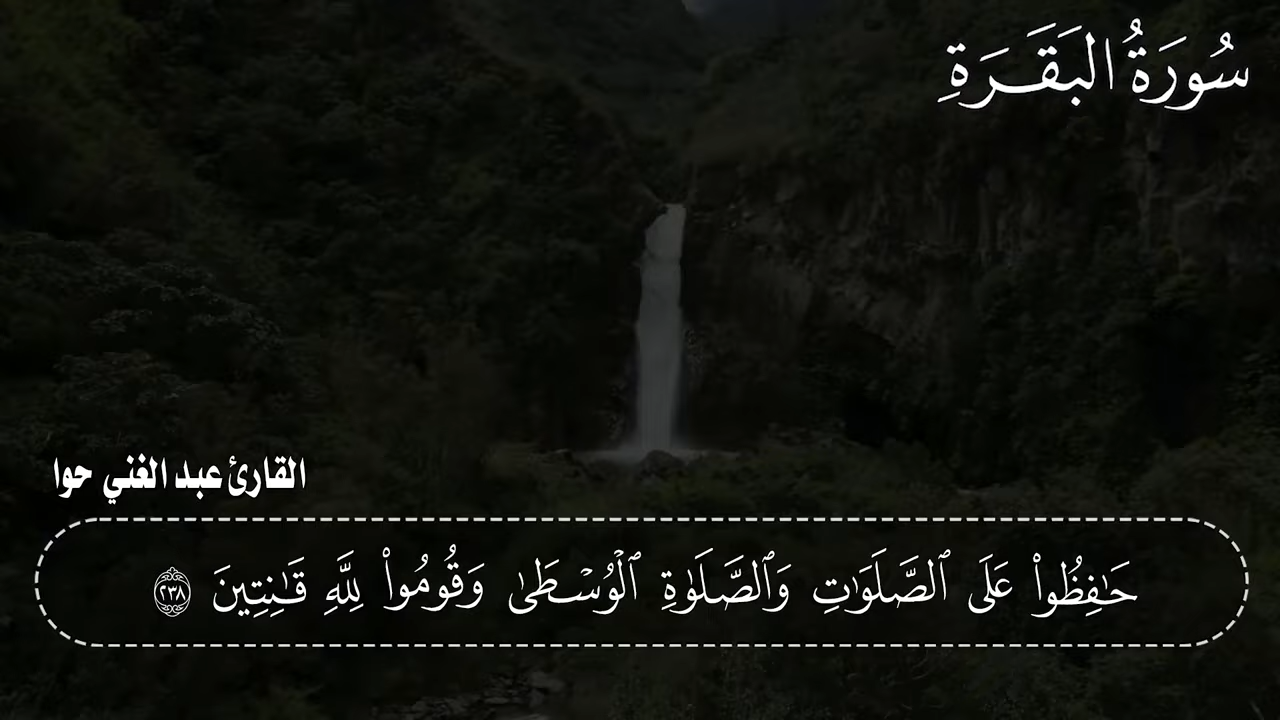 سُورَةُ البَقَرَةِ
القارئ عبد الغني حوا
حَـٰفِظُوا۟ عَلَى ٱلصَّلَوَٰتِ وَٱلصَّلَوٰةِ ٱلْوُسْطَىٰ وَقُومُوا۟ لِلَّهِ قَـٰنِتِينَ ٢٣٨